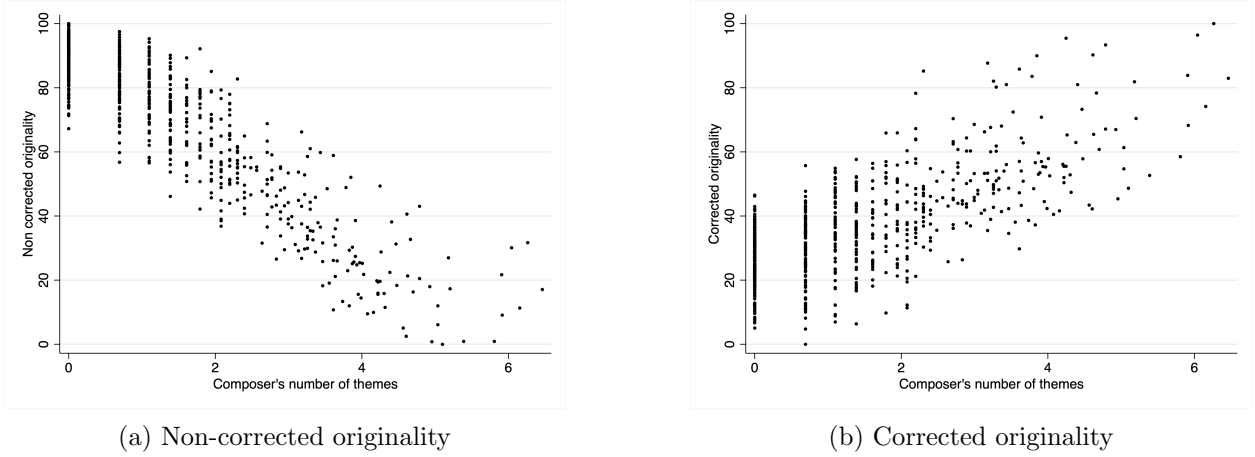 100
80
60
40
20
0
Non corrected originality
0 2 4 6
Composer's number of themes
(a) Non-corrected originality
100
80
60
40
20
0
Corrected originality
0 2 4 6
Composer's number of themes
(b) Corrected originality